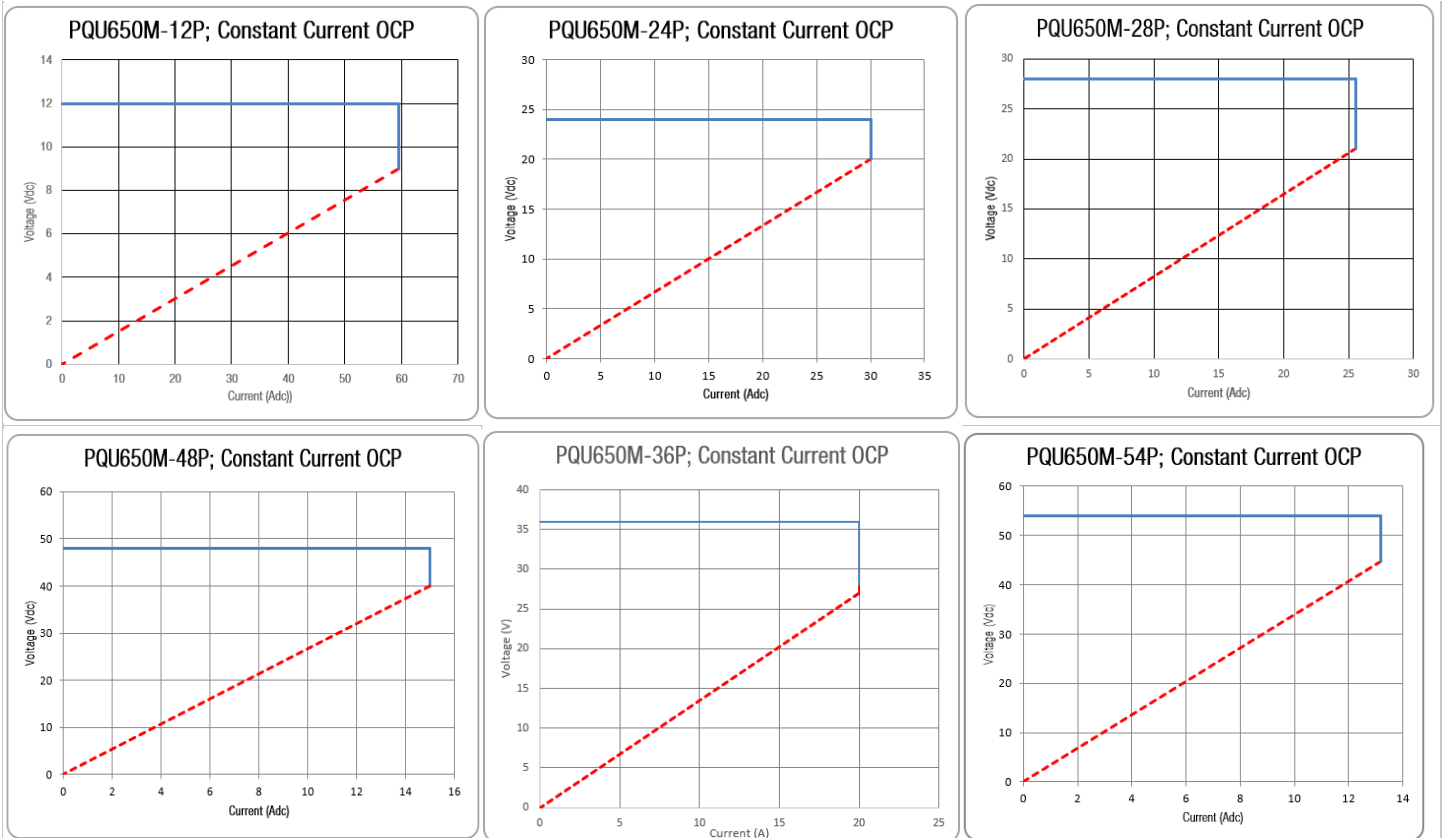 PQU650M-12P; Constant Current OCP
14
12
10
8
6
4
2
0
Voltage (Vdc)
0 10 20 30 40 50 60 70
Current (Adc))
PQU650M-24P; Constant Current OCP
30
25
20
15
10
5
0
Voltage (Vdc)
0 5 10 15 20 25 30 35
Current (Adc)
PQU650M-28P; Constant Current OCP
30
25
20
15
10
5
0
Voltage (Vdc)
0 5 10 15 20 25 30
Current (Adc)
PQU650M-48P; Constant Current OCP
60
50
40
30
20
10
0
Voltage (Vdc)
0 2 4 6 8 10 12 14 16
Current (Adc)
PQU650M-36P; Constant Current OCP
40
35
30
25
20
15
10
5
0
Voltage (V)
0 5 10 15 20 25
Current (A)
PQU650M-54P; Constant Current OCP
60
50
40
30
20
10
0
Voltage (Vdc)
0 2 4 6 8 10 12 14
Current (Adc)